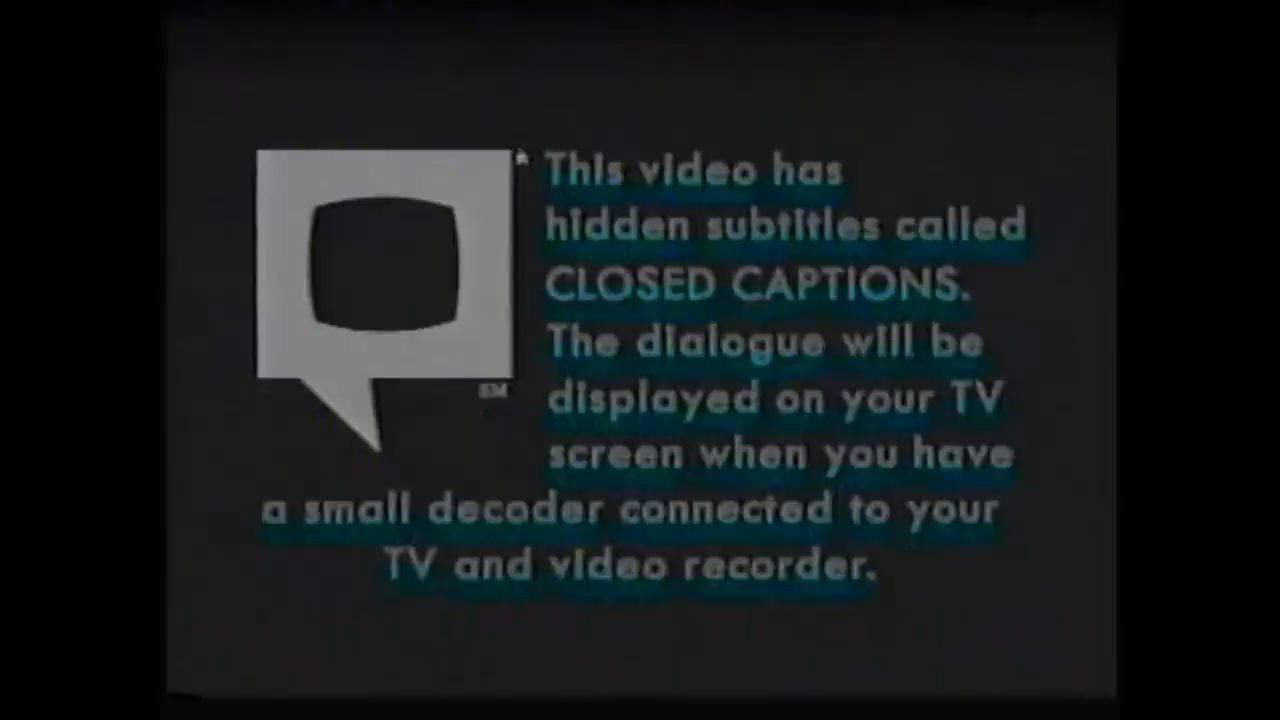 * This video has
hidden subtitles called
CLOSED CAPTIONS.
The dialogue will be
displayed on your TV
SM
screen when you have
a small decoder connected to your
TV and video recorder.